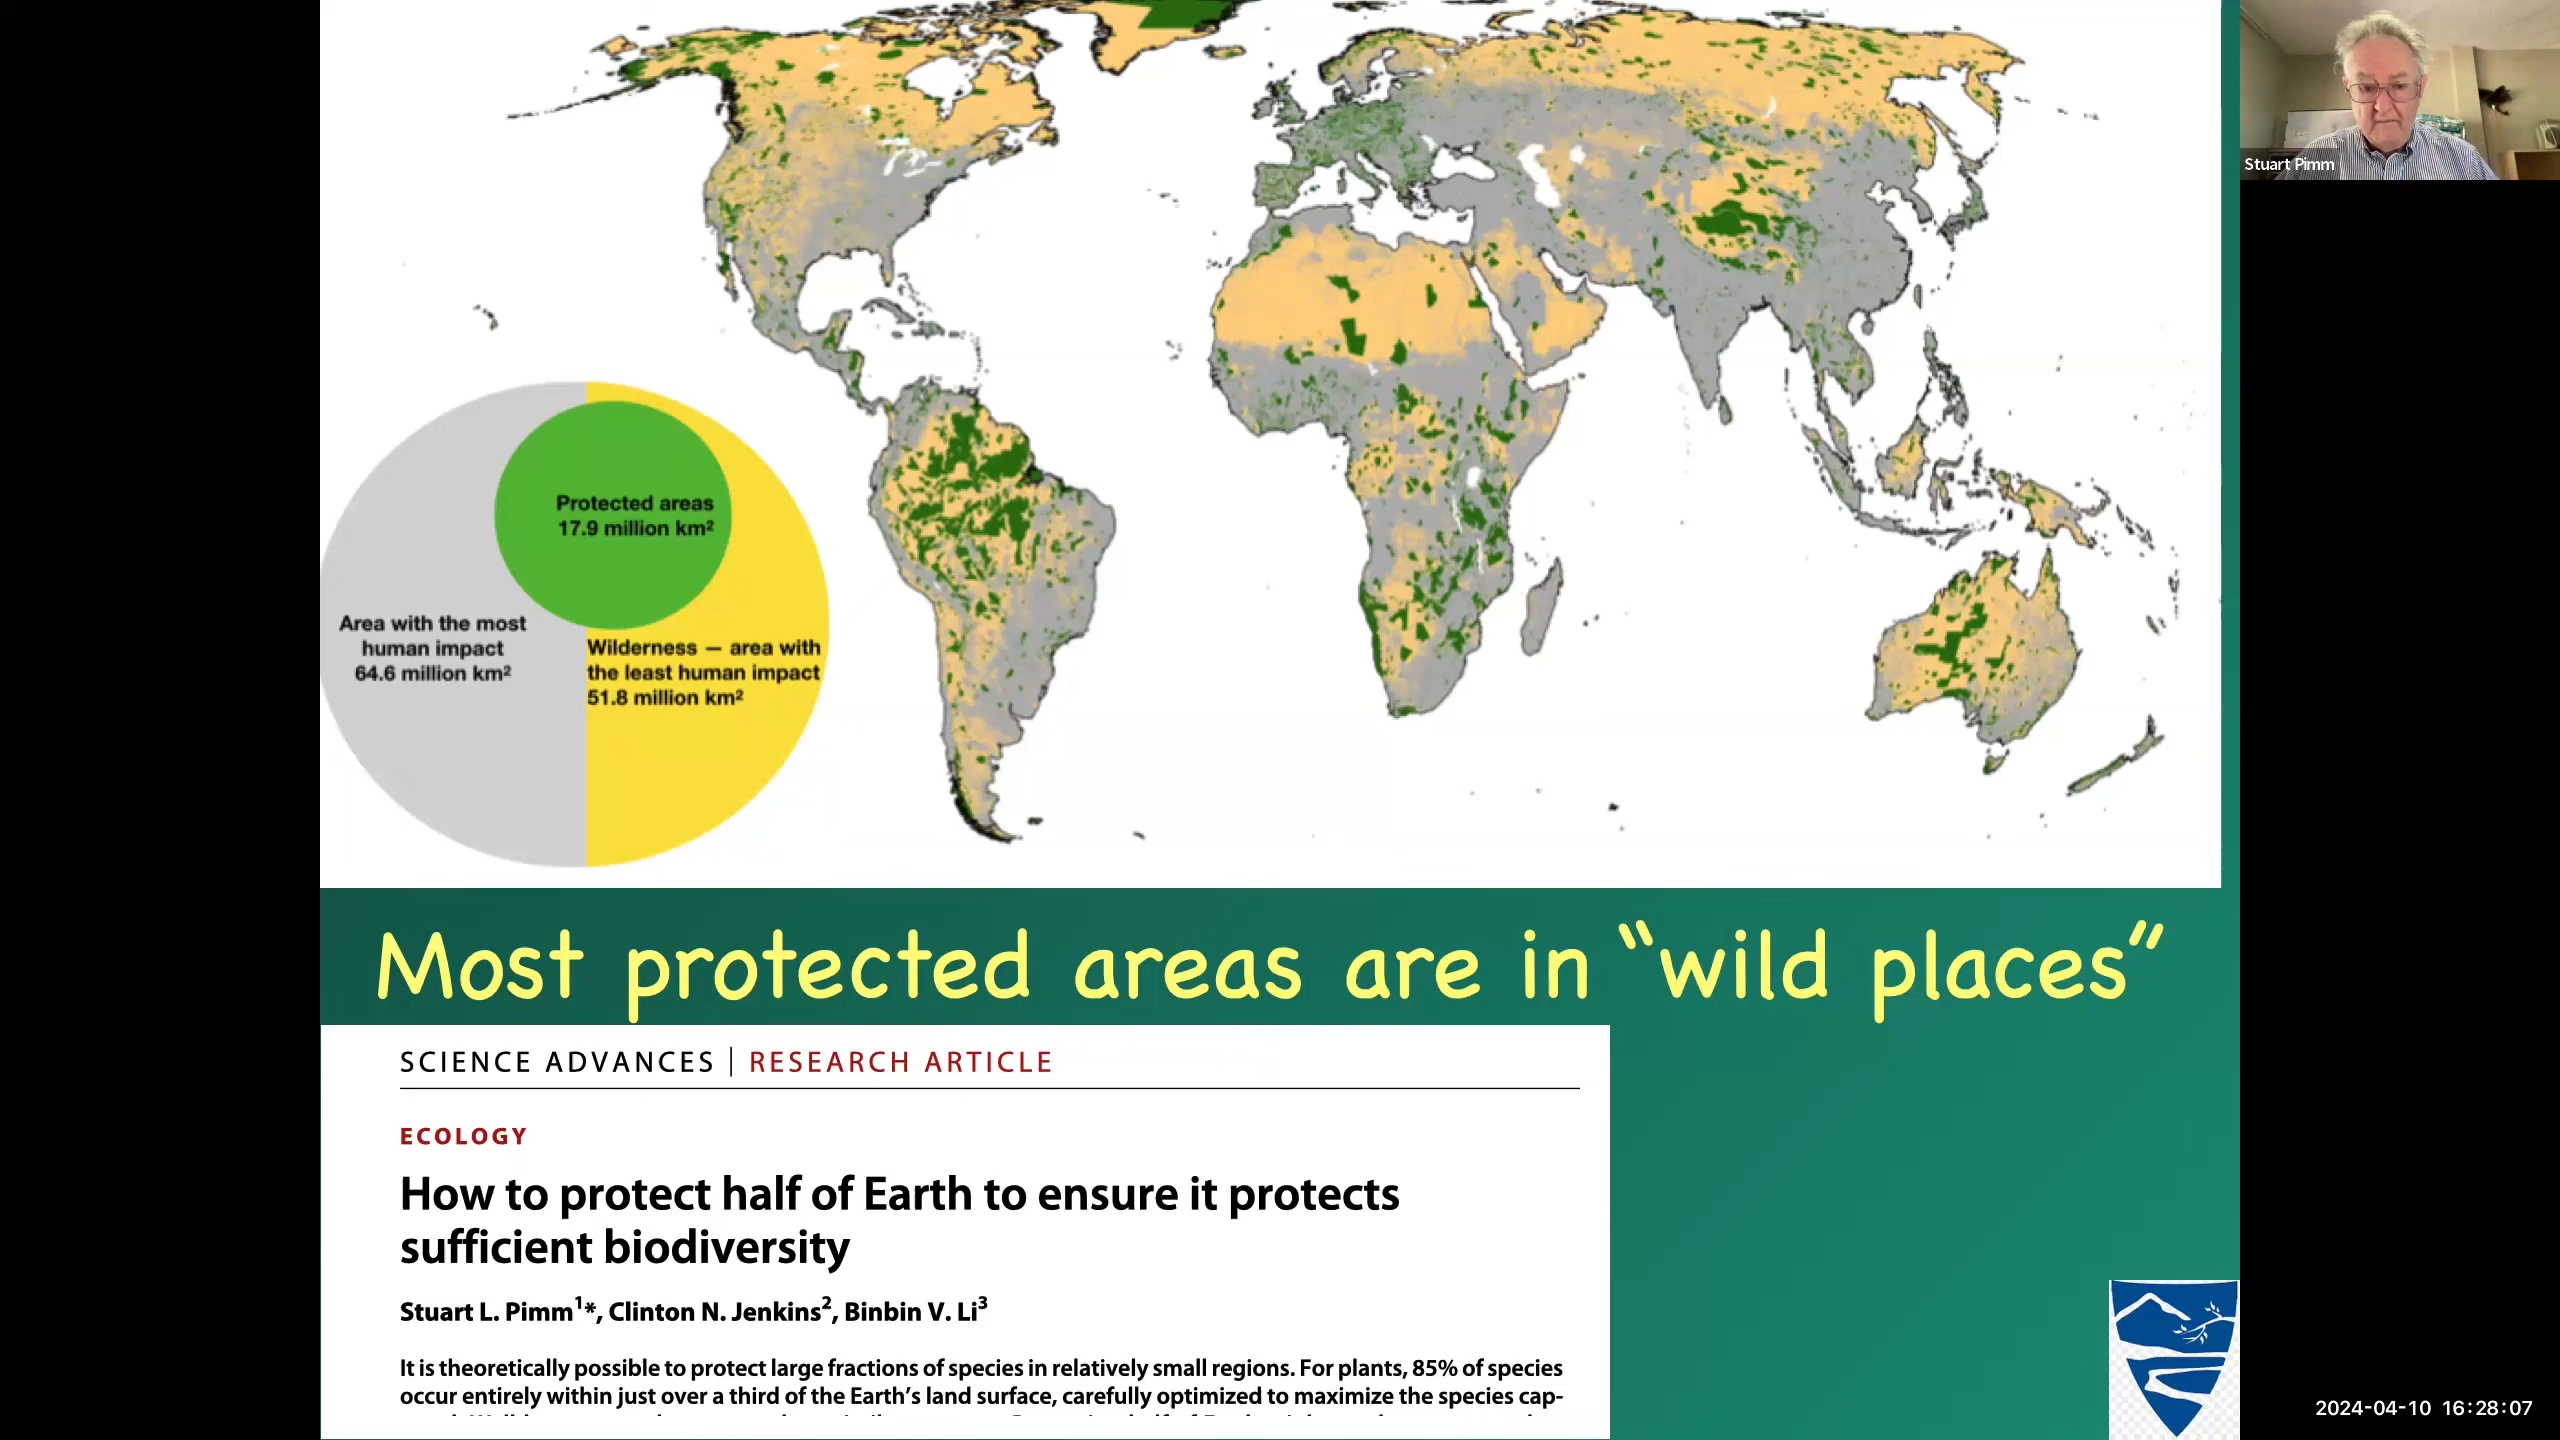 Stuart Pimm
Protected areas
17.9 million km²
Area with the most
human impact
64.6 million km²
Wilderness — area with
the least human impact
51.8 million km²
Most protected areas are in “wild places”
SCIENCE ADVANCES | RESEARCH ARTICLE
ECOLOGY
How to protect half of Earth to ensure it protects
sufficient biodiversity
Stuart L. Pimm¹*, Clinton N. Jenkins², Binbin V. Li³
It is theoretically possible to protect large fractions of species in relatively small regions. For plants, 85% of species
occur entirely within just over a third of the Earth’s land surface, carefully optimized to maximize the species cap-
2024-04-10 16:28:07